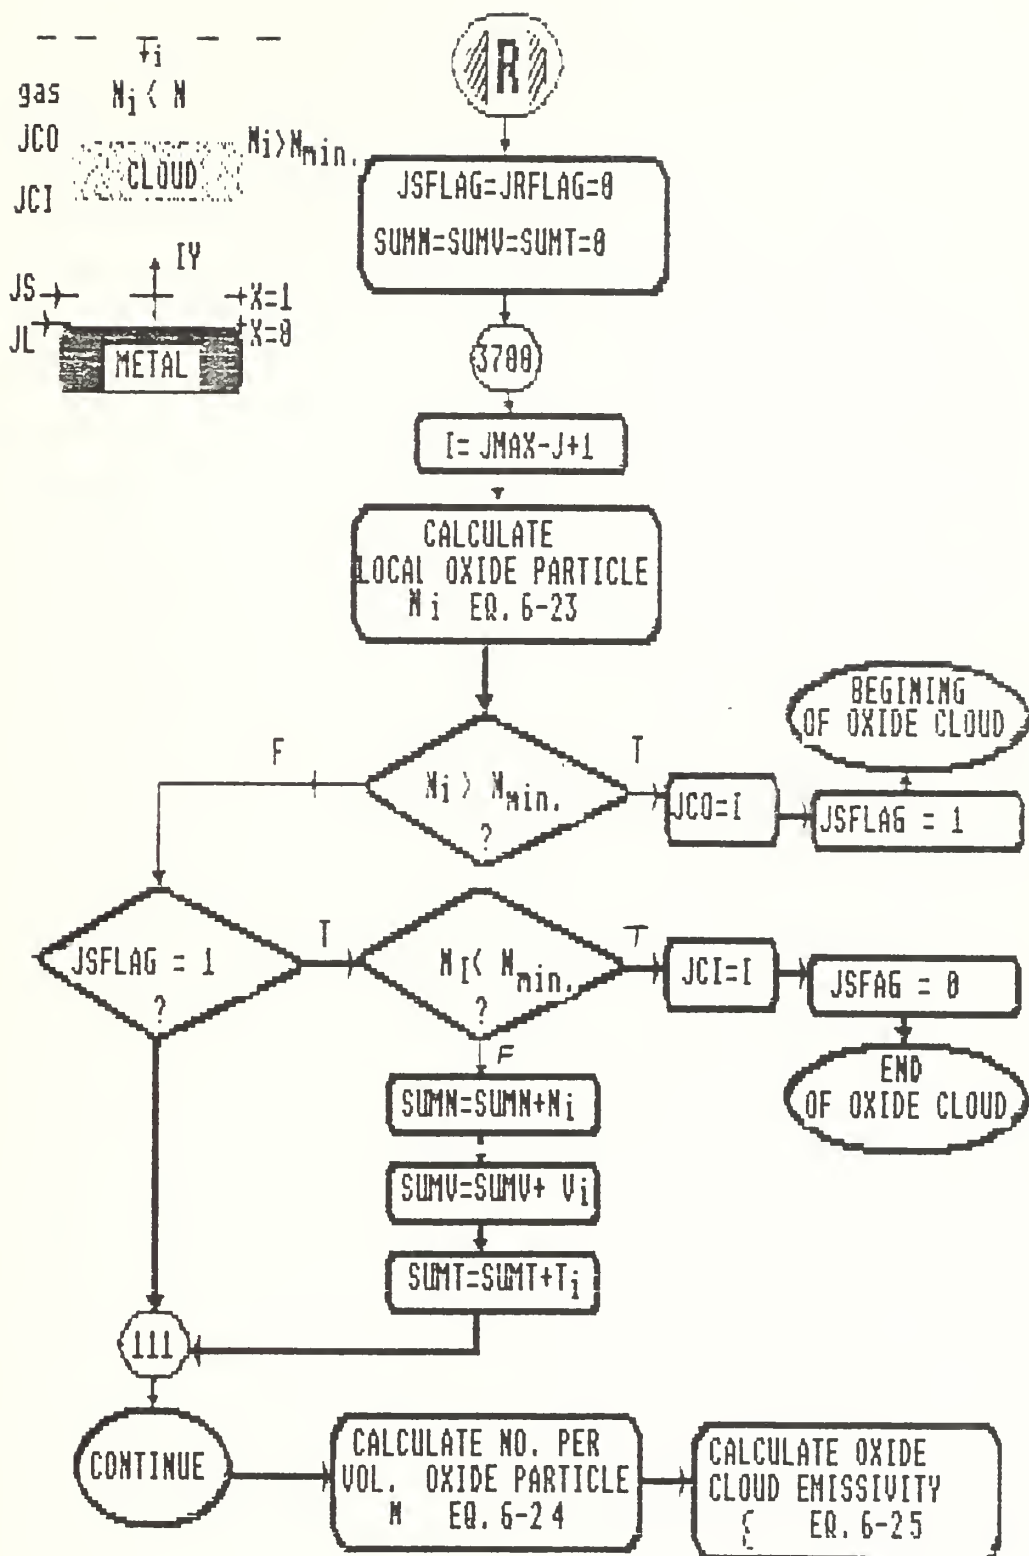 R
i
gas Ni < N
JCO
Ni>Nmin.
CLOUD
JCI
IY
JS
X=1
JL
X=0
METAL
JSFLAG=JRFLAG=0
SUMN=SUMV=SUMT=0
3700
I= JMAX-J+1
CALCULATE
LOCAL OXIDE PARTICLE
Ni EQ. 6-23
BEGINING
OF OXIDE CLOUD
F
T
Ni > Nmin.
?
JCO=I
JSFLAG = 1
JSFLAG = 1
?
T
NI< Nmin.
?
T
JCI=I
JSFAG = 0
F
END
OF OXIDE CLOUD
SUMN=SUMN+Ni
SUMV=SUMV+ Vi
SUMT=SUMT+Ti
111
CONTINUE
CALCULATE NO. PER
VOL. OXIDE PARTICLE
N EQ. 6-24
CALCULATE OXIDE
CLOUD EMISSIVITY
ε EQ. 6-25